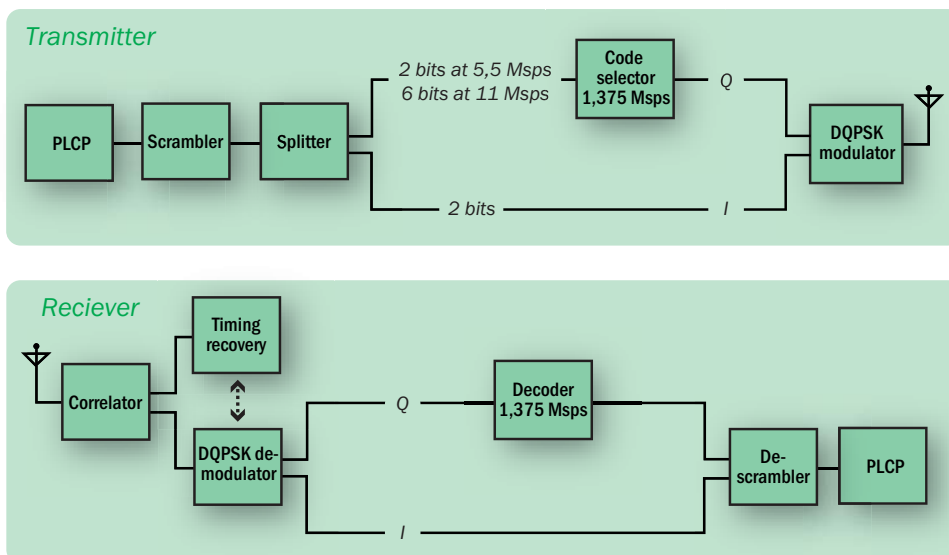 Transmitter
2 bits at 5,5 Msps
6 bits at 11 Msps
Code
selector
1,375 Msps
Q
PLCP
Scrambler
Splitter
DQPSK
modulator
2 bits
I
Reciever
Timing
recovery
Correlator
Q
Decoder
1,375 Msps
DQPSK de-
modulator
De-
scrambler
PLCP
I